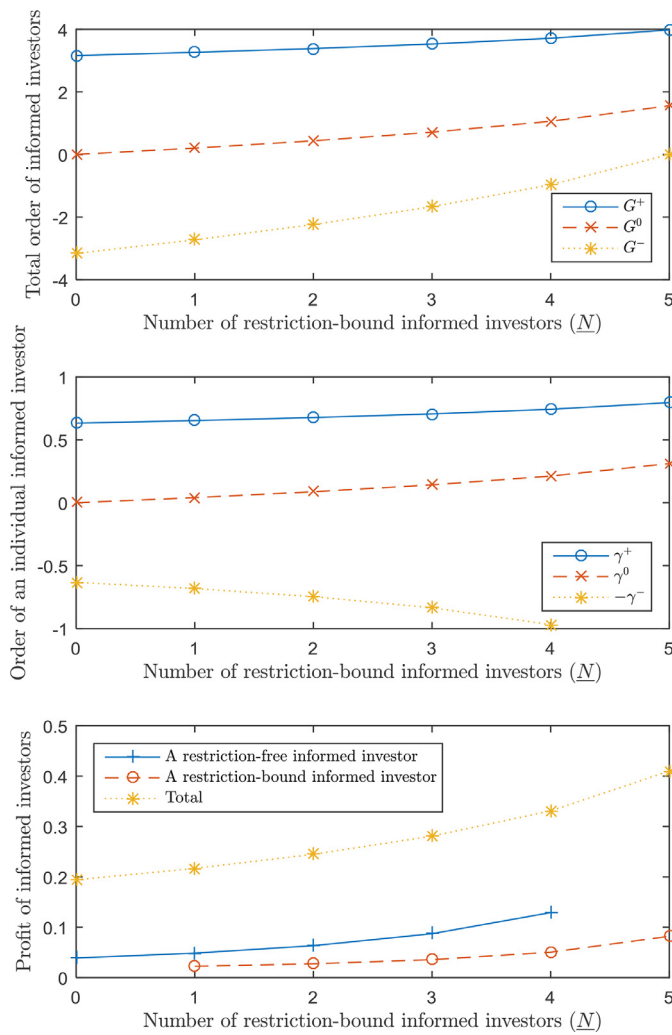 Total order of informed investors
4
2
0
-2
-4
G⁺
G⁰
G⁻
0 1 2 3 4 5
Number of restriction-bound informed investors (N)
Order of an individual informed investor
1
0.5
0
-0.5
-1
γ⁺
γ⁰
−γ⁻
0 1 2 3 4 5
Number of restriction-bound informed investors (N)
Profit of informed investors
0.5
0.4
0.3
0.2
0.1
0
A restriction-free informed investor
A restriction-bound informed investor
Total
0 1 2 3 4 5
Number of restriction-bound informed investors (N)